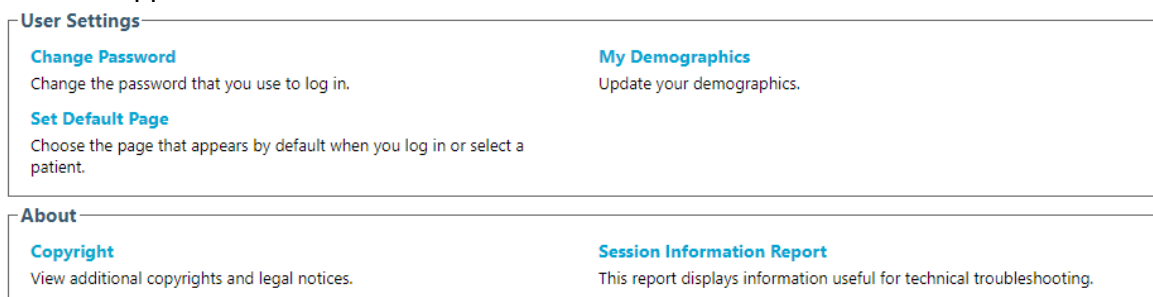 User Settings
Change Password
Change the password that you use to log in.
My Demographics
Update your demographics.
Set Default Page
Choose the page that appears by default when you log in or select a
patient.
About
Copyright
View additional copyrights and legal notices.
Session Information Report
This report displays information useful for technical troubleshooting.